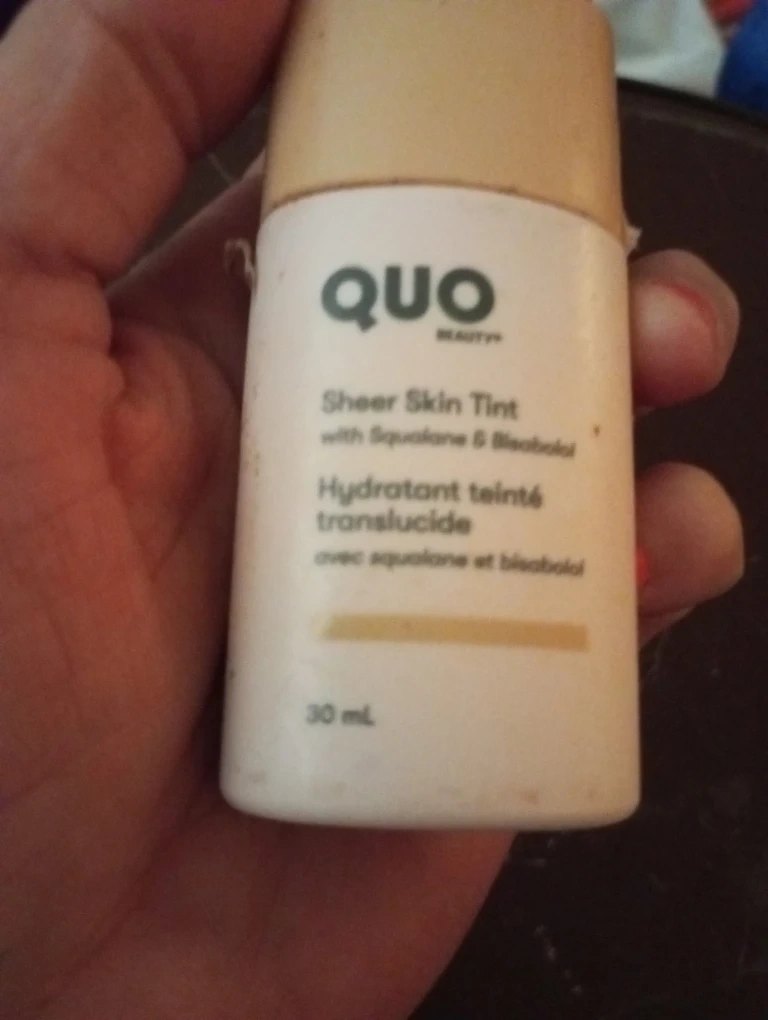 QUO
BEAUTY®
Sheer Skin Tint
with Squalane & Bisabolol
Hydratant teinté
translucide
avec squalane et bisabolol
30 mL